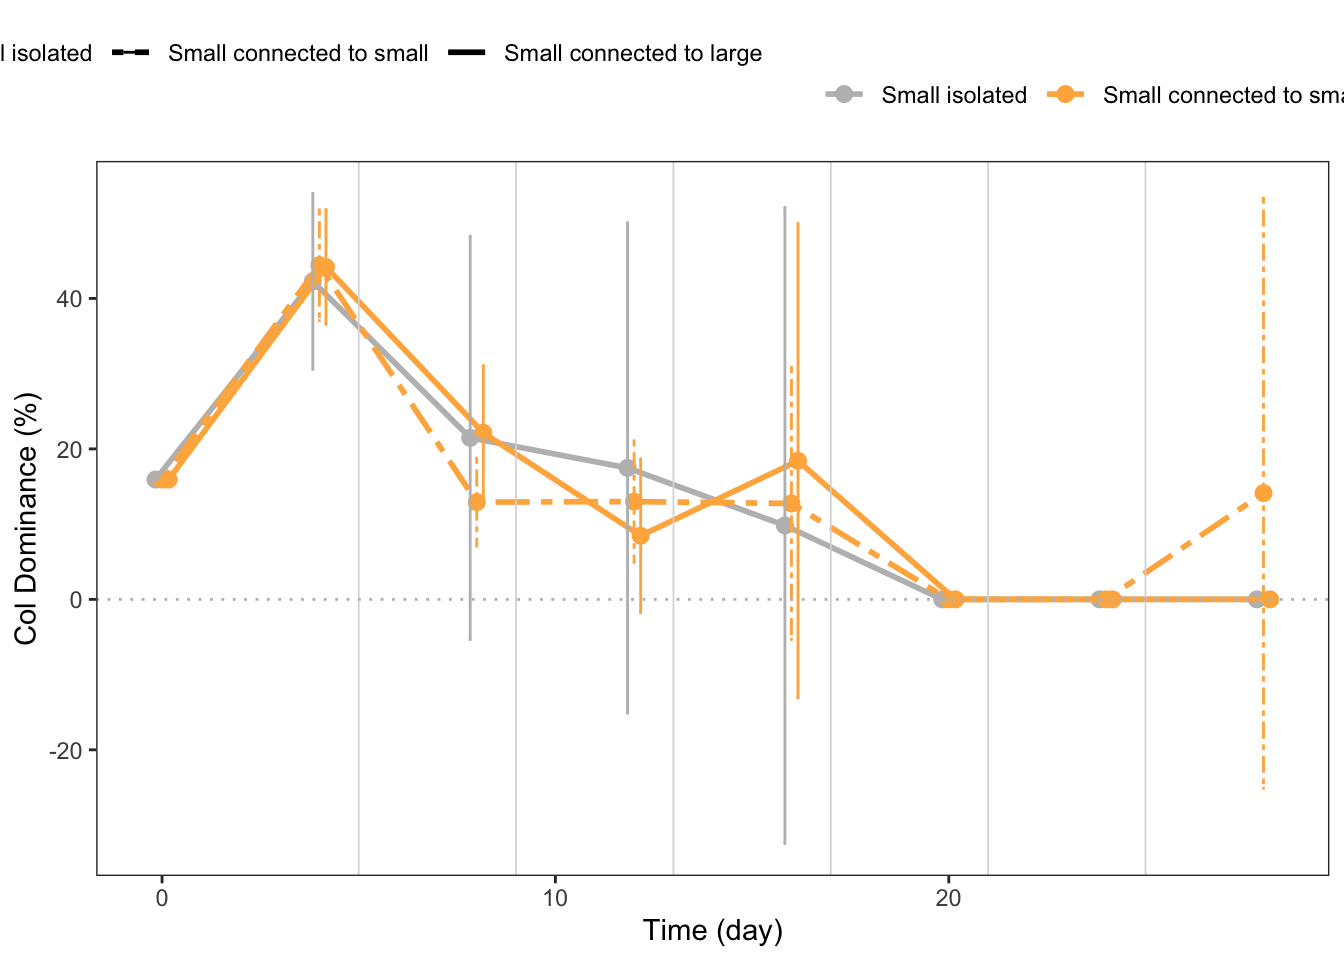 l isolated Small connected to small Small connected to large
Small isolated Small connected to sma
40
20
0
-20
Col Dominance (%)
0 10 20
Time (day)